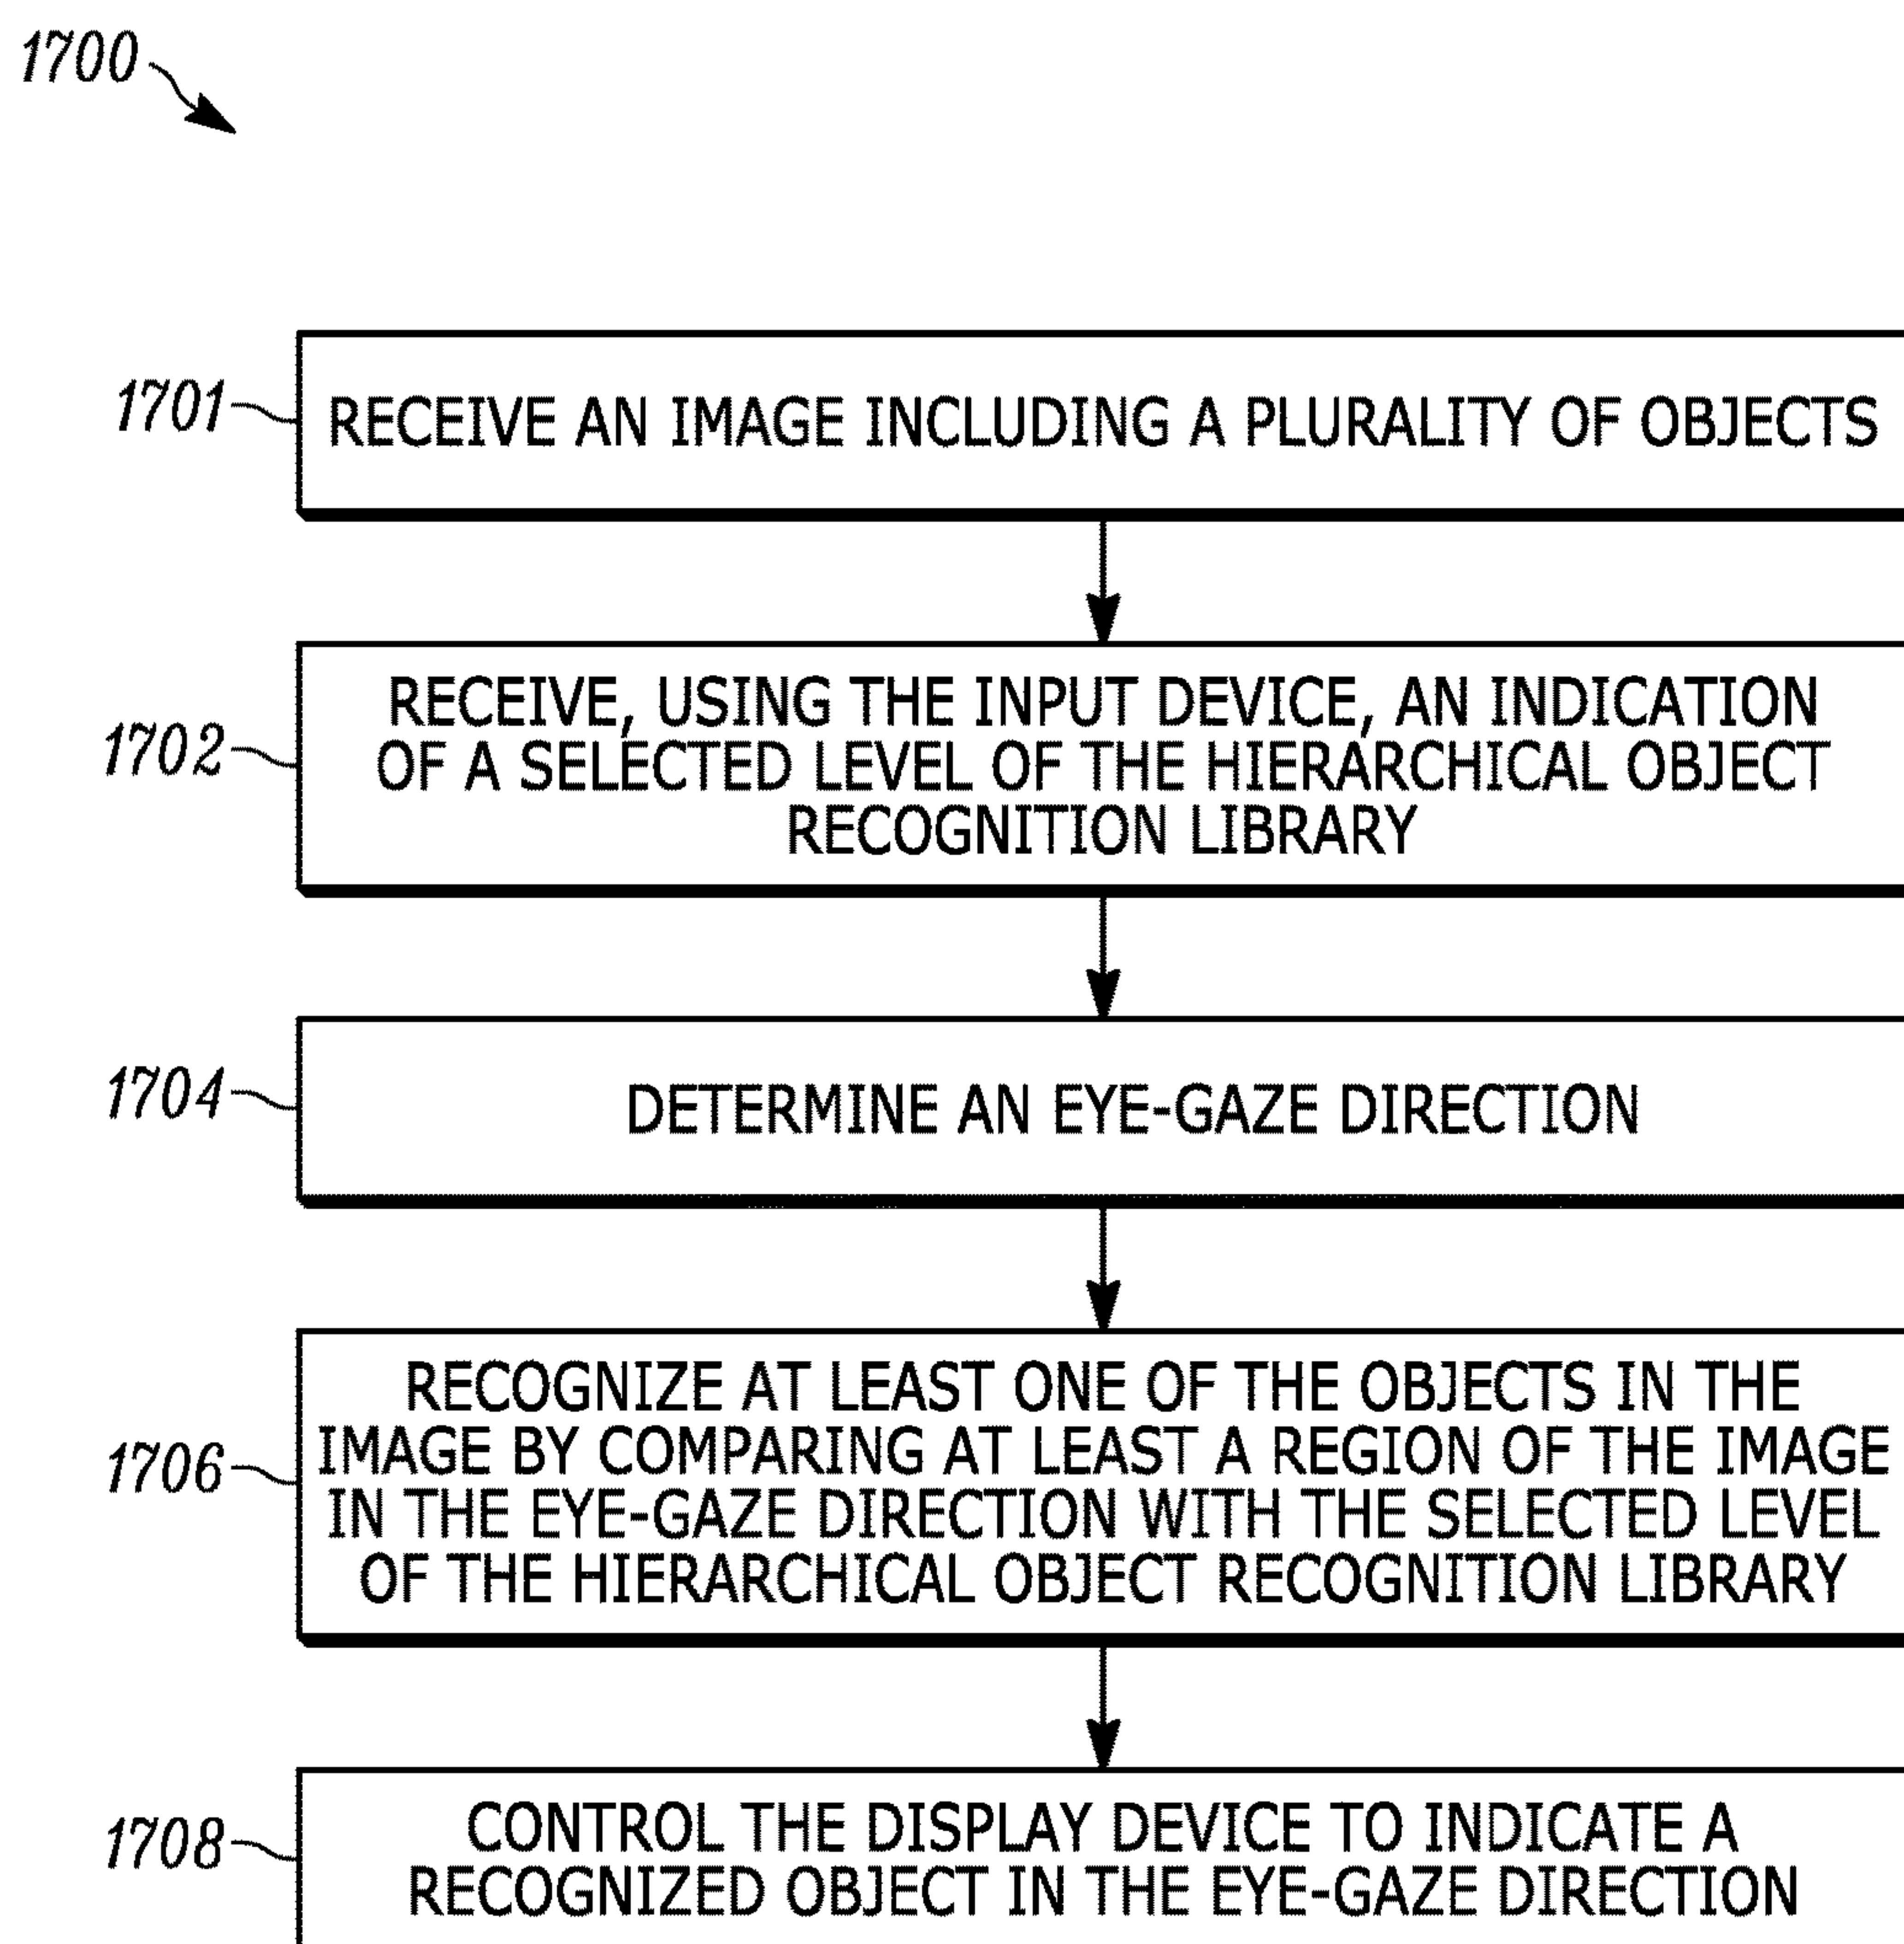 1700
1701
RECEIVE AN IMAGE INCLUDING A PLURALITY OF OBJECTS
1702
RECEIVE, USING THE INPUT DEVICE, AN INDICATION
OF A SELECTED LEVEL OF THE HIERARCHICAL OBJECT
RECOGNITION LIBRARY
1704
DETERMINE AN EYE-GAZE DIRECTION
1706
RECOGNIZE AT LEAST ONE OF THE OBJECTS IN THE
IMAGE BY COMPARING AT LEAST A REGION OF THE IMAGE
IN THE EYE-GAZE DIRECTION WITH THE SELECTED LEVEL
OF THE HIERARCHICAL OBJECT RECOGNITION LIBRARY
1708
CONTROL THE DISPLAY DEVICE TO INDICATE A
RECOGNIZED OBJECT IN THE EYE-GAZE DIRECTION